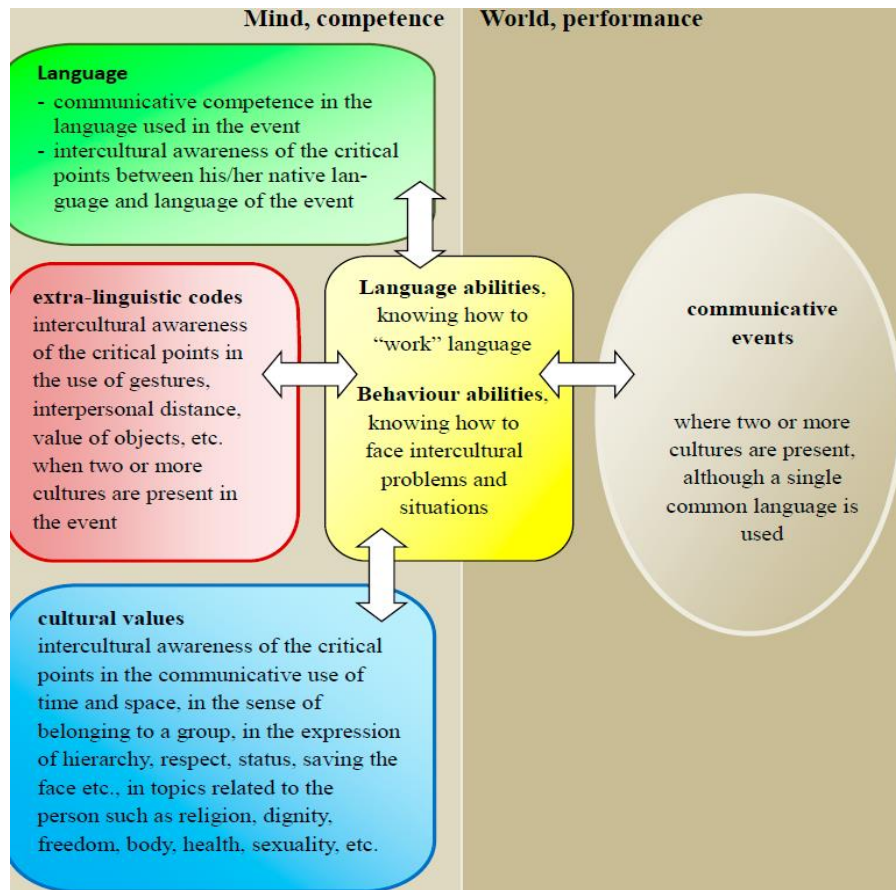 Mind, competence
World, performance
Language
- communicative competence in the
language used in the event
- intercultural awareness of the critical
points between his/her native lan-
guage and language of the event
extra-linguistic codes
intercultural awareness
of the critical points in
the use of gestures,
interpersonal distance,
value of objects, etc.
when two or more
cultures are present in
the event
Language abilities,
knowing how to
“work” language
Behaviour abilities,
knowing how to
face intercultural
problems and
situations
communicative
events
where two or more
cultures are present,
although a single
common language is
used
cultural values
intercultural awareness of the critical
points in the communicative use of
time and space, in the sense of
belonging to a group, in the expression
of hierarchy, respect, status, saving the
face etc., in topics related to the
person such as religion, dignity,
freedom, body, health, sexuality, etc.